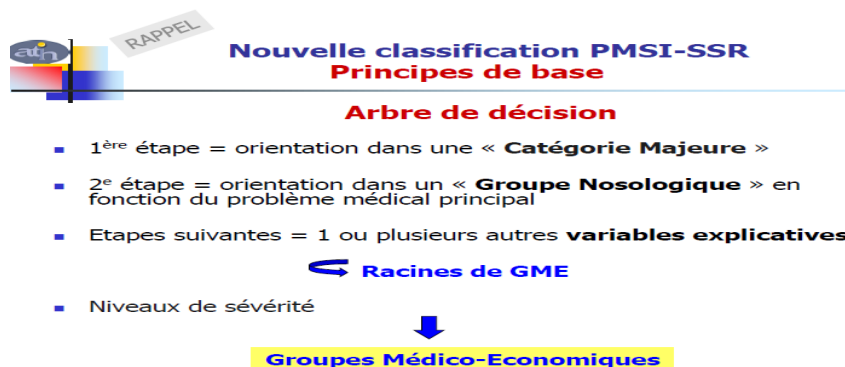 atih
RAPPEL
Nouvelle classification PMSI-SSR
Principes de base
Arbre de décision
1ère étape = orientation dans une « Catégorie Majeure »
2e étape = orientation dans un « Groupe Nosologique » en
fonction du problème médical principal
Etapes suivantes = 1 ou plusieurs autres variables explicatives
Racines de GME
Niveaux de sévérité
Groupes Médico-Economiques